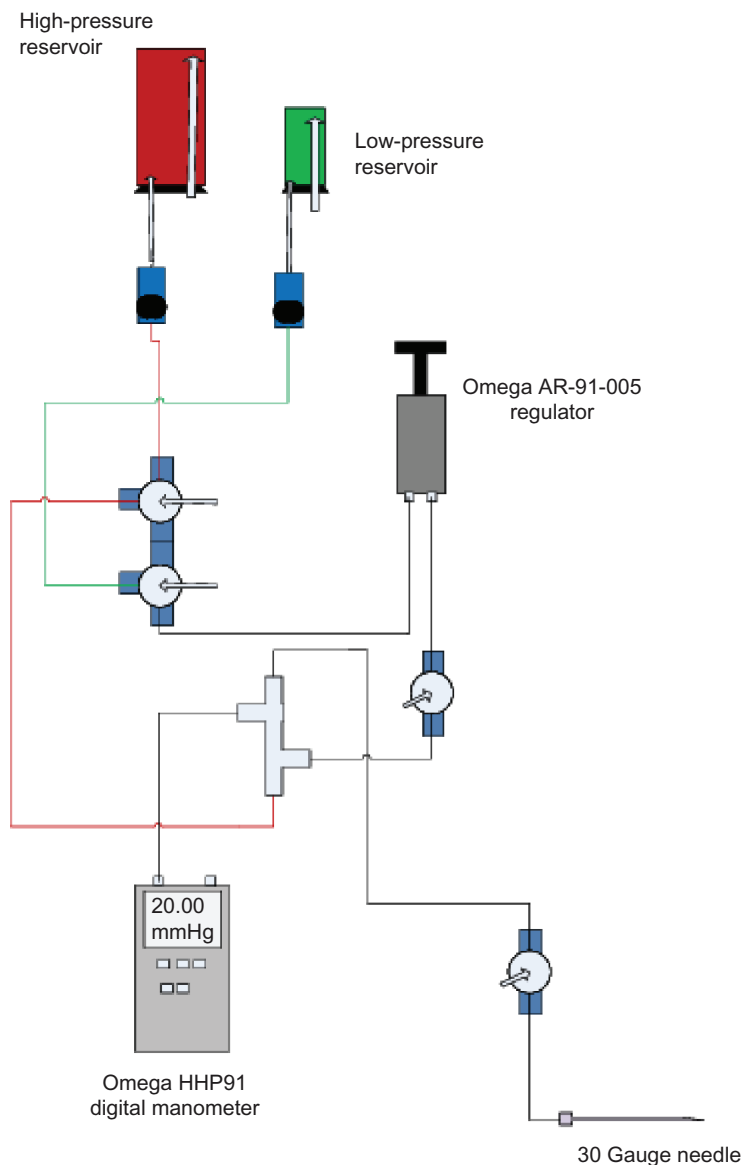 High-pressure
reservoir
Low-pressure
reservoir
Omega AR-91-005
regulator
20.00
mmHg
Omega HHP91
digital manometer
30 Gauge needle